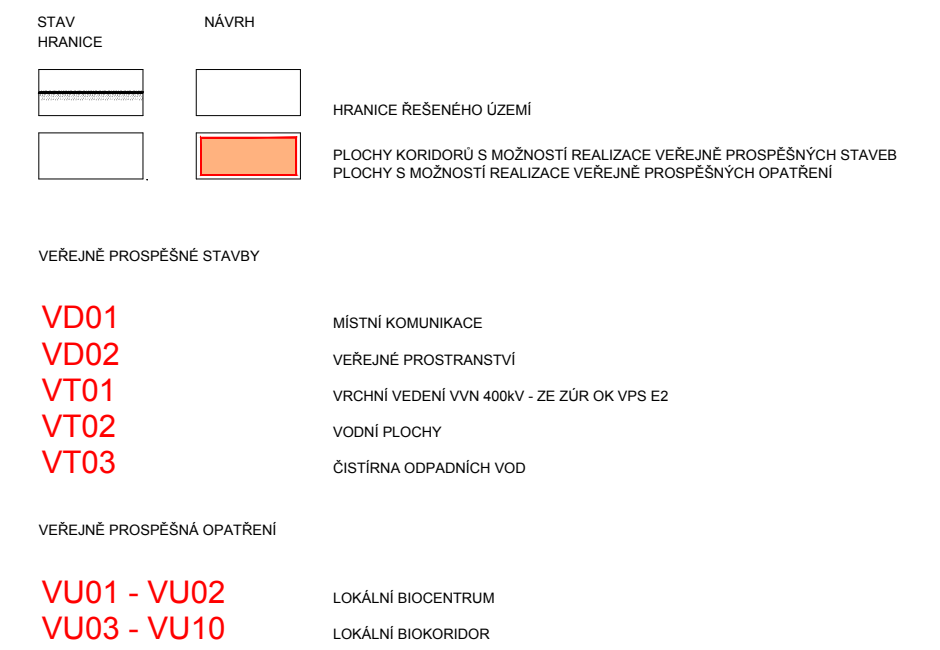 STAV NÁVRH
HRANICE
HRANICE ŘEŠENÉHO ÚZEMÍ
PLOCHY KORIDORŮ S MOŽNOSTÍ REALIZACE VEŘEJNĚ PROSPĚŠNÝCH STAVEB
PLOCHY S MOŽNOSTÍ REALIZACE VEŘEJNĚ PROSPĚŠNÝCH OPATŘENÍ
VEŘEJNĚ PROSPĚŠNÉ STAVBY
VD01 MÍSTNÍ KOMUNIKACE
VD02 VEŘEJNÉ PROSTRANSTVÍ
VT01 VRCHNÍ VEDENÍ VVN 400kV - ZE ZÚR OK VPS E2
VT02 VODNÍ PLOCHY
VT03 ČISTÍRNA ODPADNÍCH VOD
VEŘEJNĚ PROSPĚŠNÁ OPATŘENÍ
VU01 - VU02 LOKÁLNÍ BIOCENTRUM
VU03 - VU10 LOKÁLNÍ BIOKORIDOR